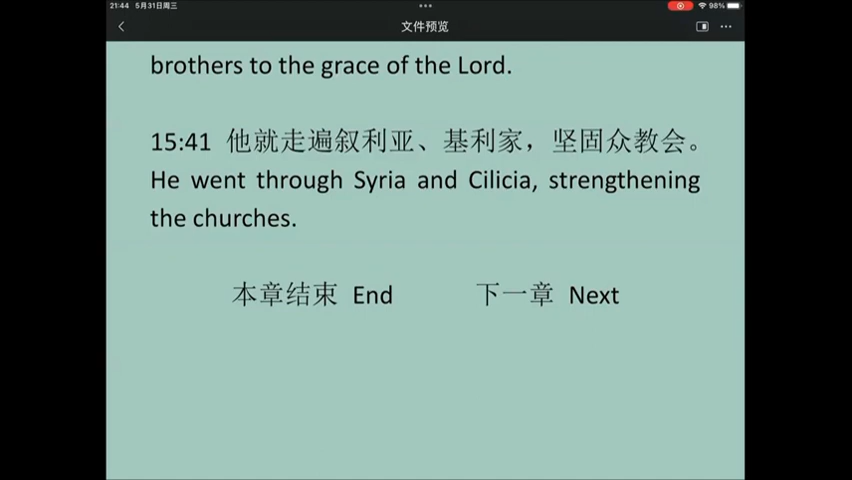 21:44 5月31日周三
98%
文件预览
brothers to the grace of the Lord.
15:41 他就走遍叙利亚、基利家，坚固众教会。
He went through Syria and Cilicia, strengthening
the churches.
本章结束 End 下一章 Next